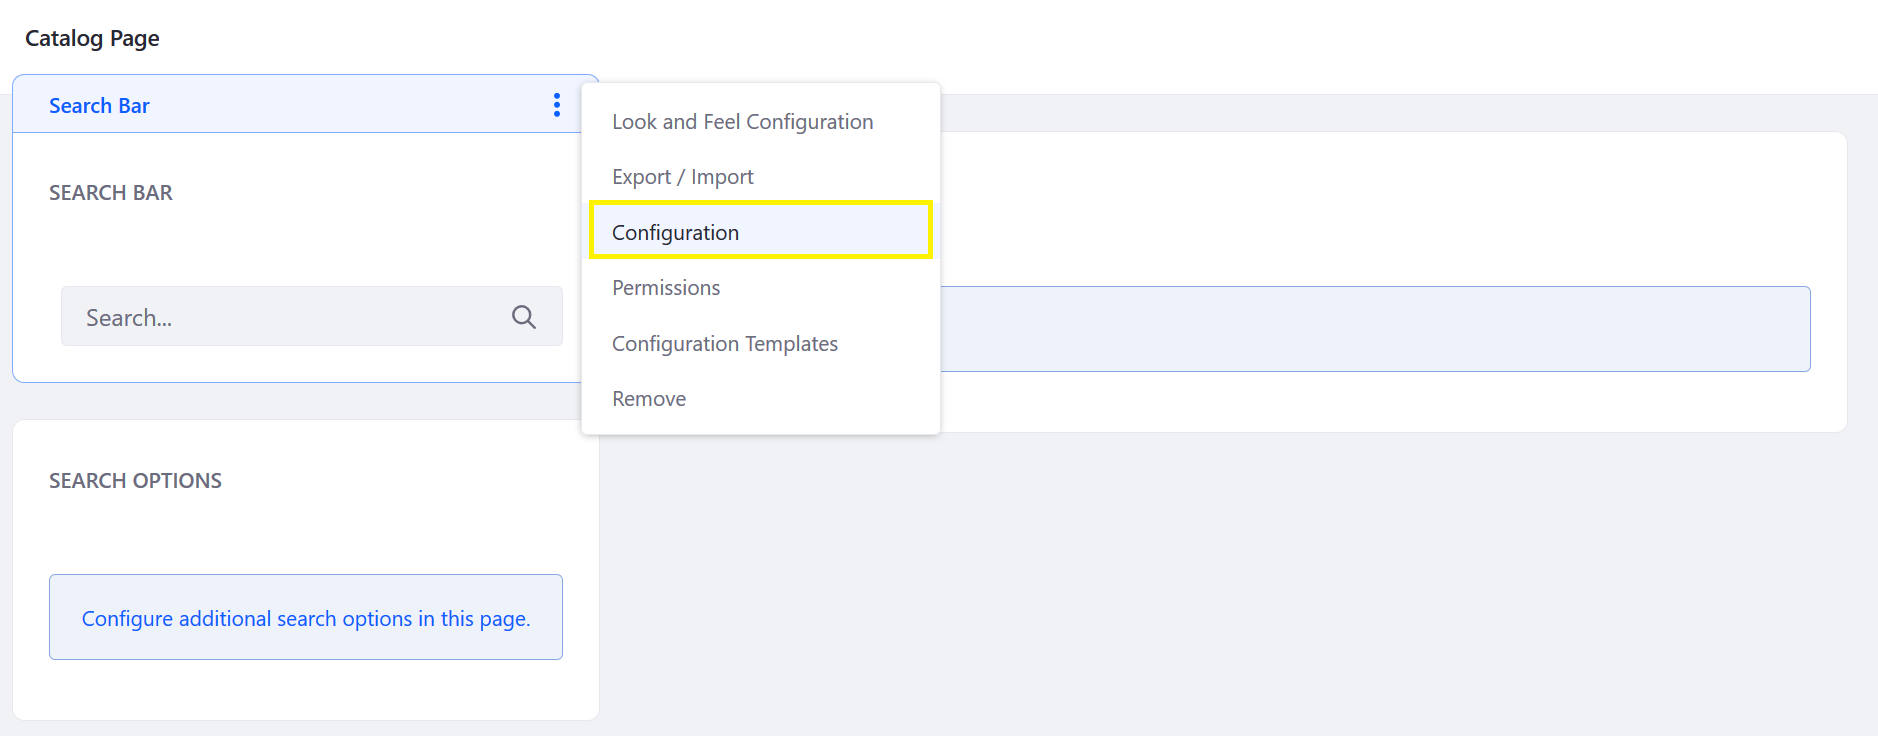 Catalog Page
Search Bar
SEARCH BAR
Search...
Look and Feel Configuration
Export / Import
Configuration
Permissions
Configuration Templates
Remove
SEARCH OPTIONS
Configure additional search options in this page.